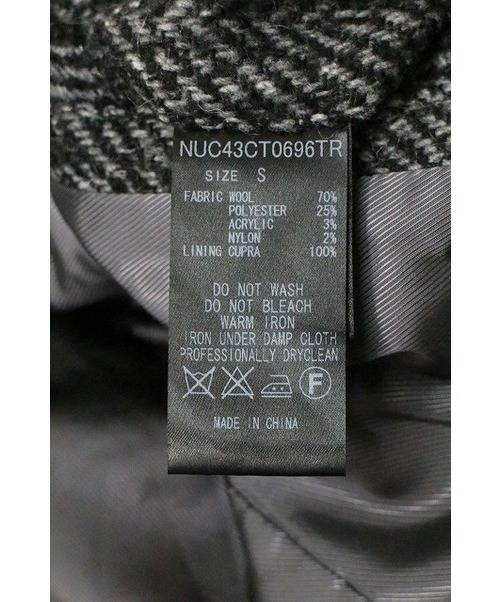 NUC43CT0696TR
SIZE S
FABRIC WOOL 70%
POLYESTER 25%
ACRYLIC 3%
NYLON 2%
LINING CUPRA 100%
DO NOT WASH
DO NOT BLEACH
WARM IRON
IRON UNDER DAMP CLOTH
PROFESSIONALLY DRYCLEAN
F
MADE IN CHINA